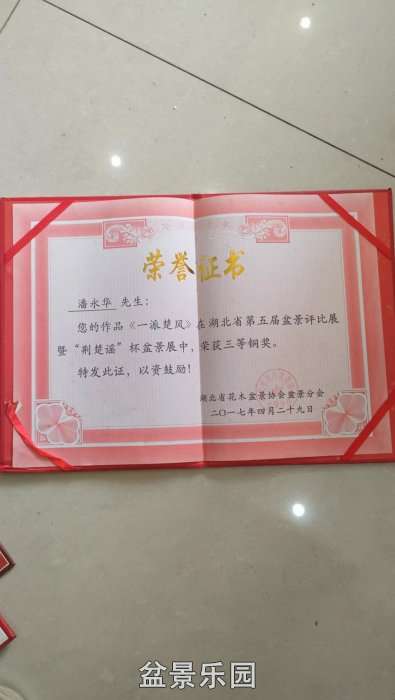 荣誉证书
潘永华 先生：
您的作品《一派楚风》在湖北省第五届盆景评比展
暨“荆楚谣”杯盆景展中，荣获三等铜奖。
特发此证，以资鼓励！
湖北省花木盆景协会盆景分会
二〇一七年四月二十九日
盆景乐园